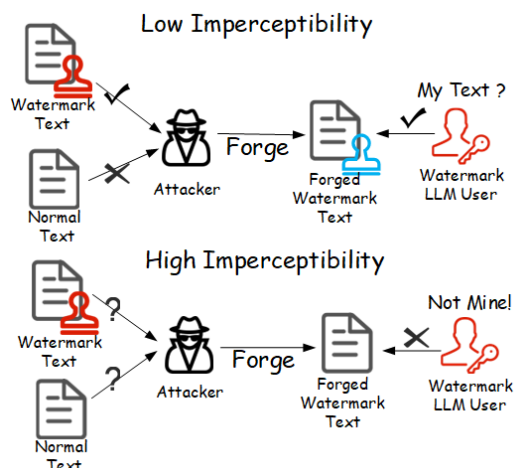 Low Imperceptibility
Watermark
Text
Normal
Text
Attacker
Forge
Forged
Watermark
Text
My Text ?
Watermark
LLM User
High Imperceptibility
?
Watermark
Text
?
Normal
Text
Attacker
Forge
Forged
Watermark
Text
Not Mine!
Watermark
LLM User